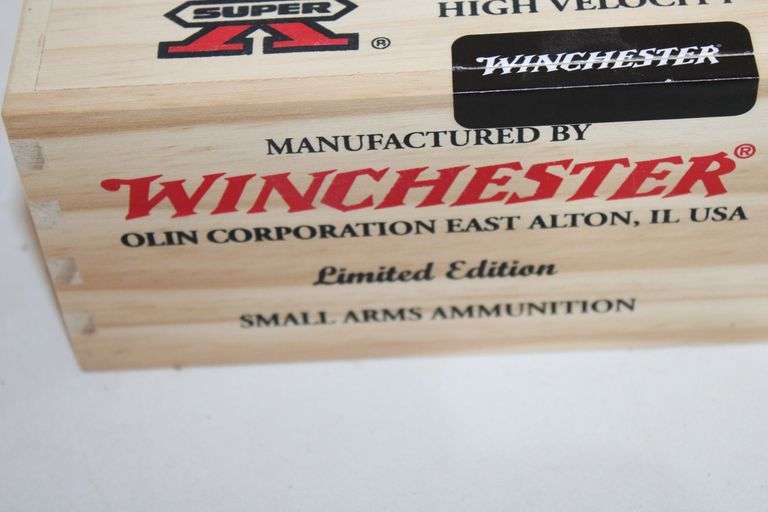 SUPER
X®
HIGH VELOCITY
WINCHESTER
MANUFACTURED BY
WINCHESTER®
OLIN CORPORATION EAST ALTON, IL USA
Limited Edition
SMALL ARMS AMMUNITION